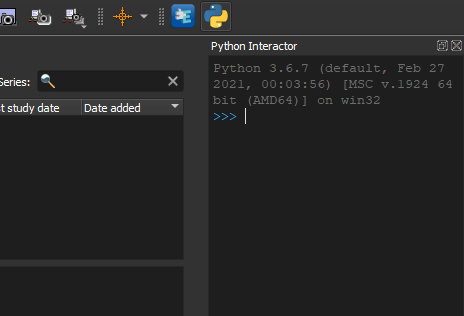 Python Interactor
Series:
Python 3.6.7 (default, Feb 27
2021, 00:03:56) [MSC v.1924 64
bit (AMD64)] on win32
>>>
st study date
Date added